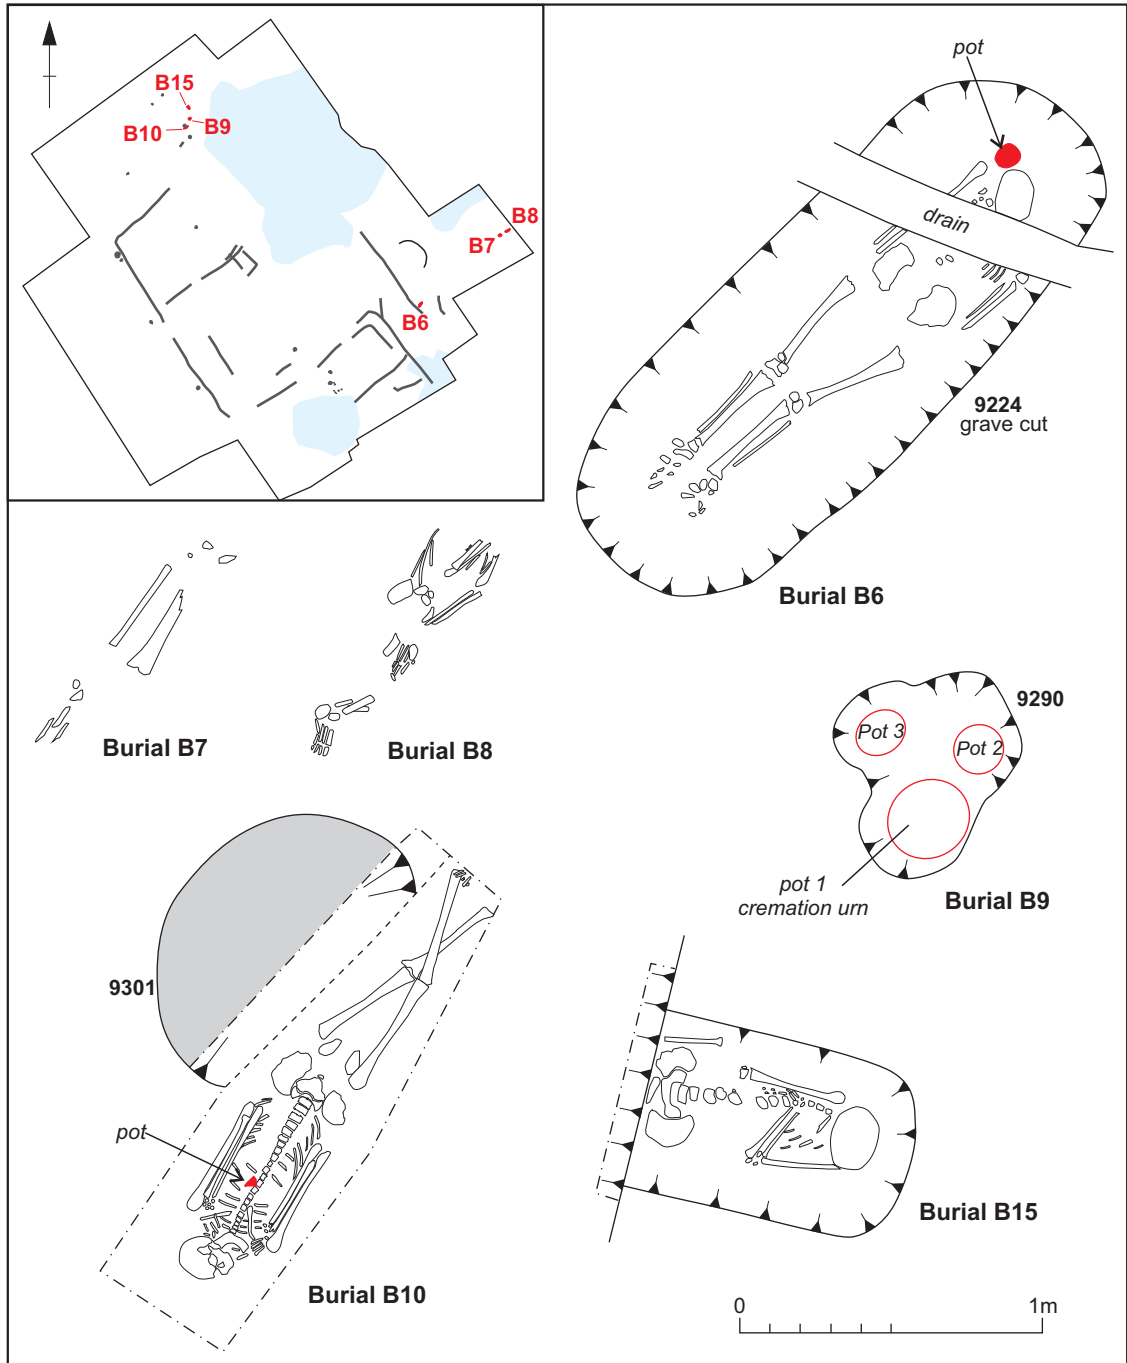 B15
B9
B10
B8
B7
B6
pot
drain
9224
grave cut
Burial B6
Burial B7
Burial B8
9290
Pot 3
Pot 2
pot 1
cremation urn
Burial B9
9301
pot
Burial B10
Burial B15
0
1m